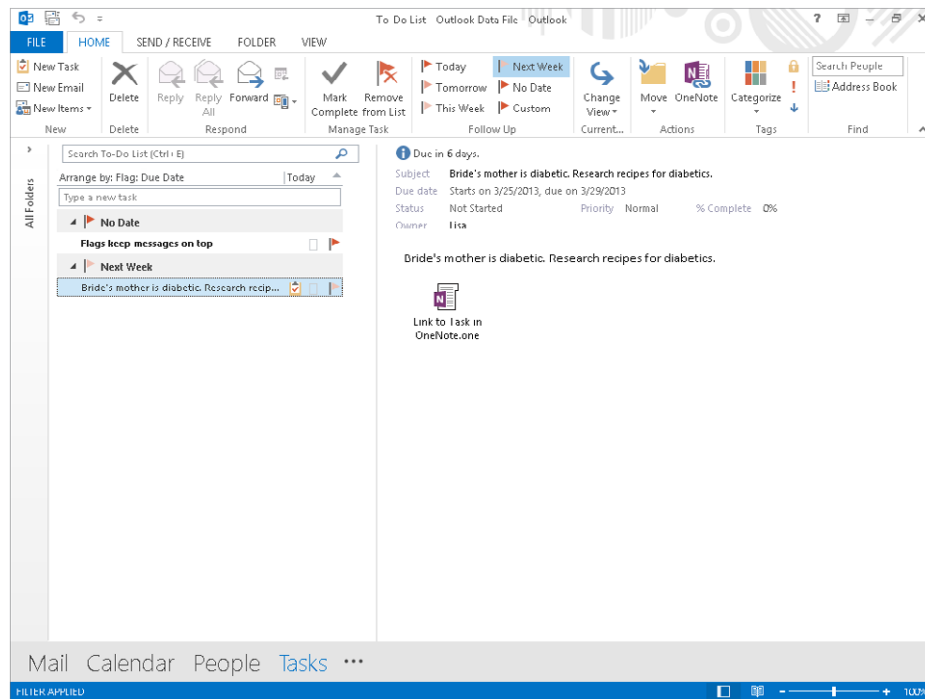 To Do List Outlook Data File Outlook
FILE HOME SEND / RECEIVE FOLDER VIEW
New Task
New Email
New Items
New
Delete
Delete
Reply
Reply All
Forward
Respond
Mark Complete
Remove from List
Manage Task
Today
Tomorrow
This Week
Next Week
No Date
Custom
Follow Up
Change View
Current...
Move
OneNote
Actions
Categorize
Tags
Search People
Address Book
Find
All Folders
Search To-Do List (Ctrl+E)
Arrange by: Flag: Due Date Today
Type a new task
No Date
Flags keep messages on top
Next Week
Bride's mother is diabetic. Research recip...
Due in 6 days.
Subject Bride's mother is diabetic. Research recipes for diabetics.
Due date Starts on 3/25/2013, due on 3/29/2013
Status Not Started Priority Normal % Complete 0%
Owner Lisa
Bride's mother is diabetic. Research recipes for diabetics.
Link to Task in
OneNote.one
Mail Calendar People Tasks
FILTER APPLIED 100%